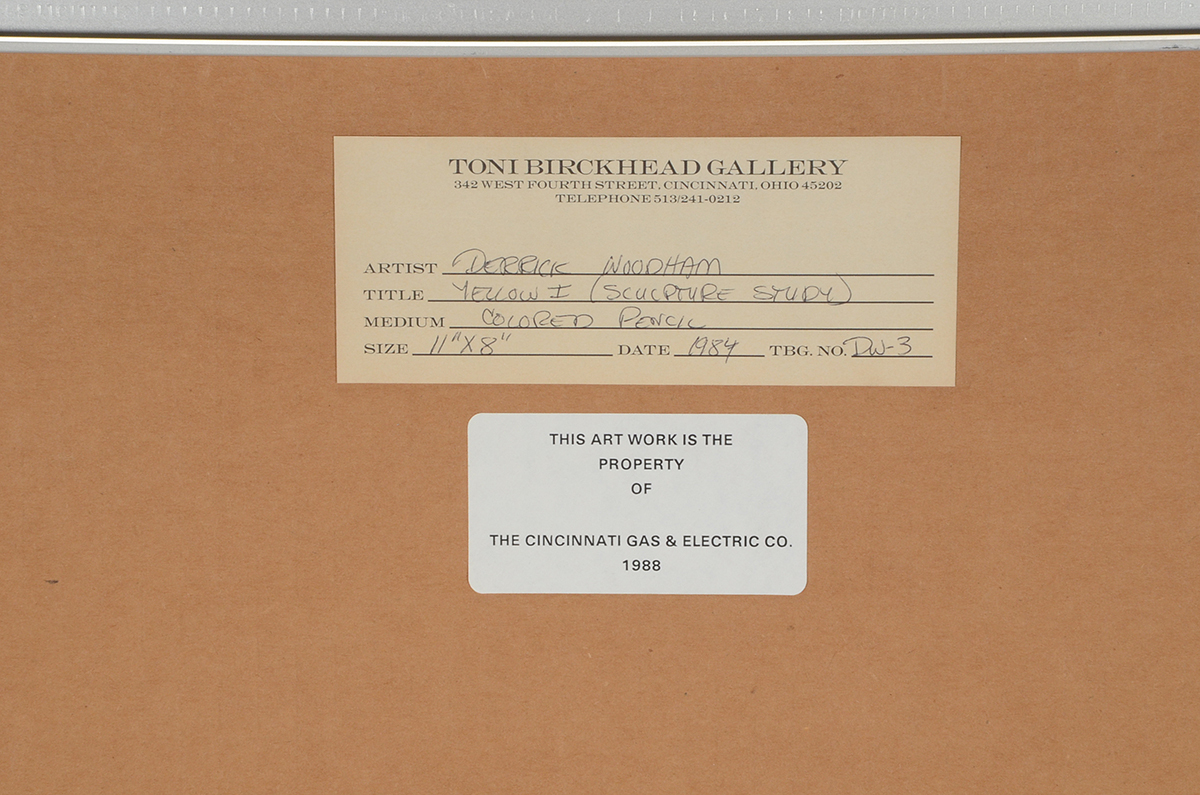 TONI BIRCKHEAD GALLERY
342 WEST FOURTH STREET, CINCINNATI, OHIO 45202
TELEPHONE 513/241-0212
ARTIST DERRICK WOODHAM
TITLE YELLOW I (SCULPTURE STUDY)
MEDIUM COLORED PENCIL
SIZE 11" X 8" DATE 1984 TBG. NO. DW-3
THIS ART WORK IS THE
PROPERTY
OF
THE CINCINNATI GAS & ELECTRIC CO.
1988